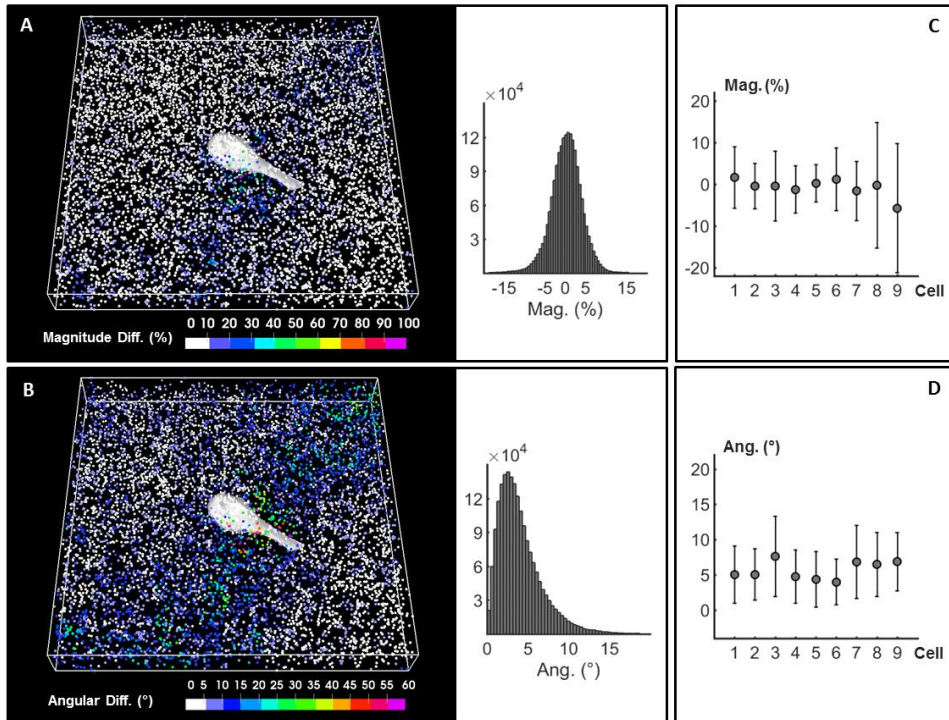 A
0 10 20 30 40 50 60 70 80 90 100
Magnitude Diff. (%)
×10⁴
12
9
6
3
-15 -5 0 5 15
Mag. (%)
C
Mag. (%)
20
10
0
-10
-20
1 2 3 4 5 6 7 8 9 Cell
B
0 5 10 15 20 25 30 35 40 45 50 55 60
Angular Diff. (°)
×10⁴
12
9
6
3
0 5 10 15
Ang. (°)
D
Ang. (°)
20
15
10
5
0
1 2 3 4 5 6 7 8 9 Cell